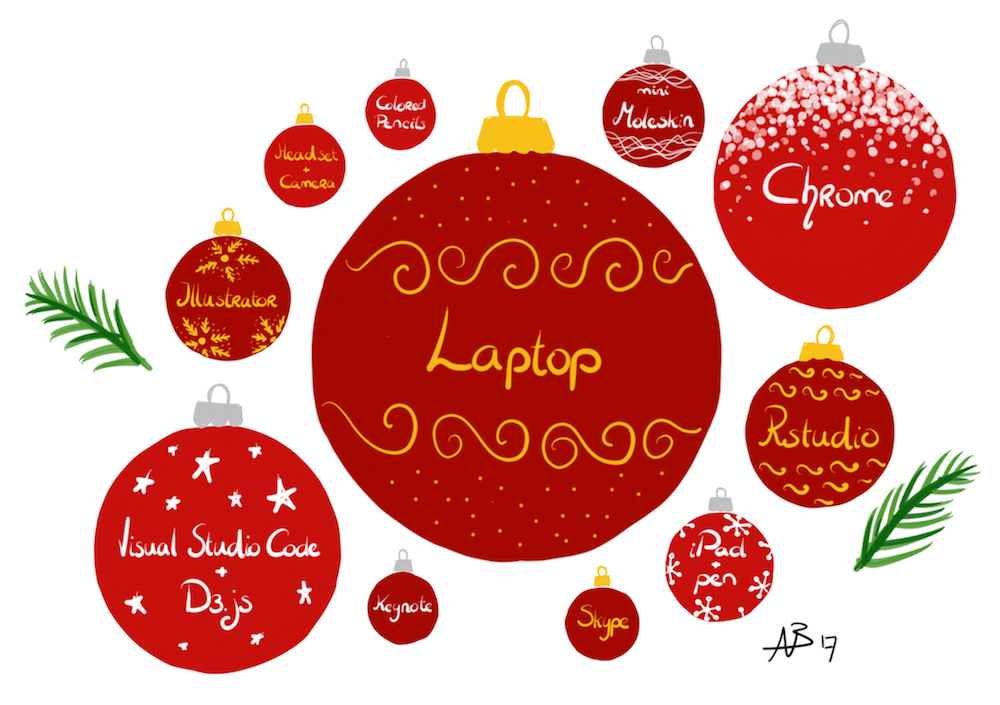 Colored
Pencils
mini
Moleskin
Headset
+
Camera
Chrome
Illustrator
Laptop
Rstudio
Visual Studio Code
+
D3.js
iPad
+
pen
Keynote
Skype
AB 17